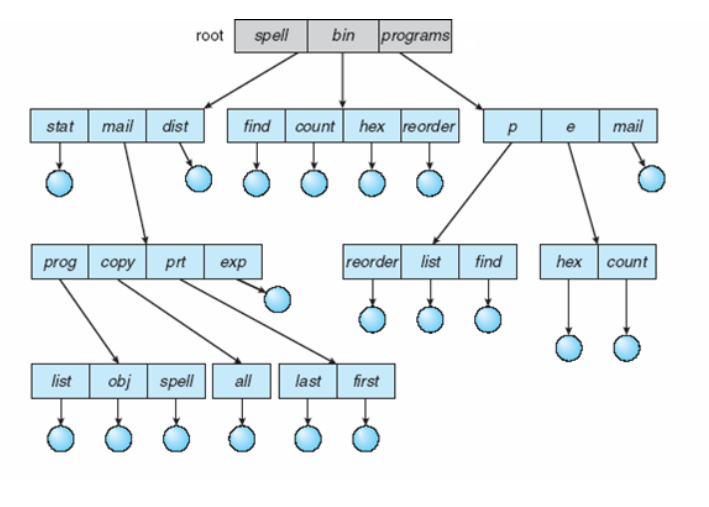 root spell bin programs
stat mail dist find count hex reorder p e mail
prog copy prt exp reorder list find hex count
list obj spell all last first